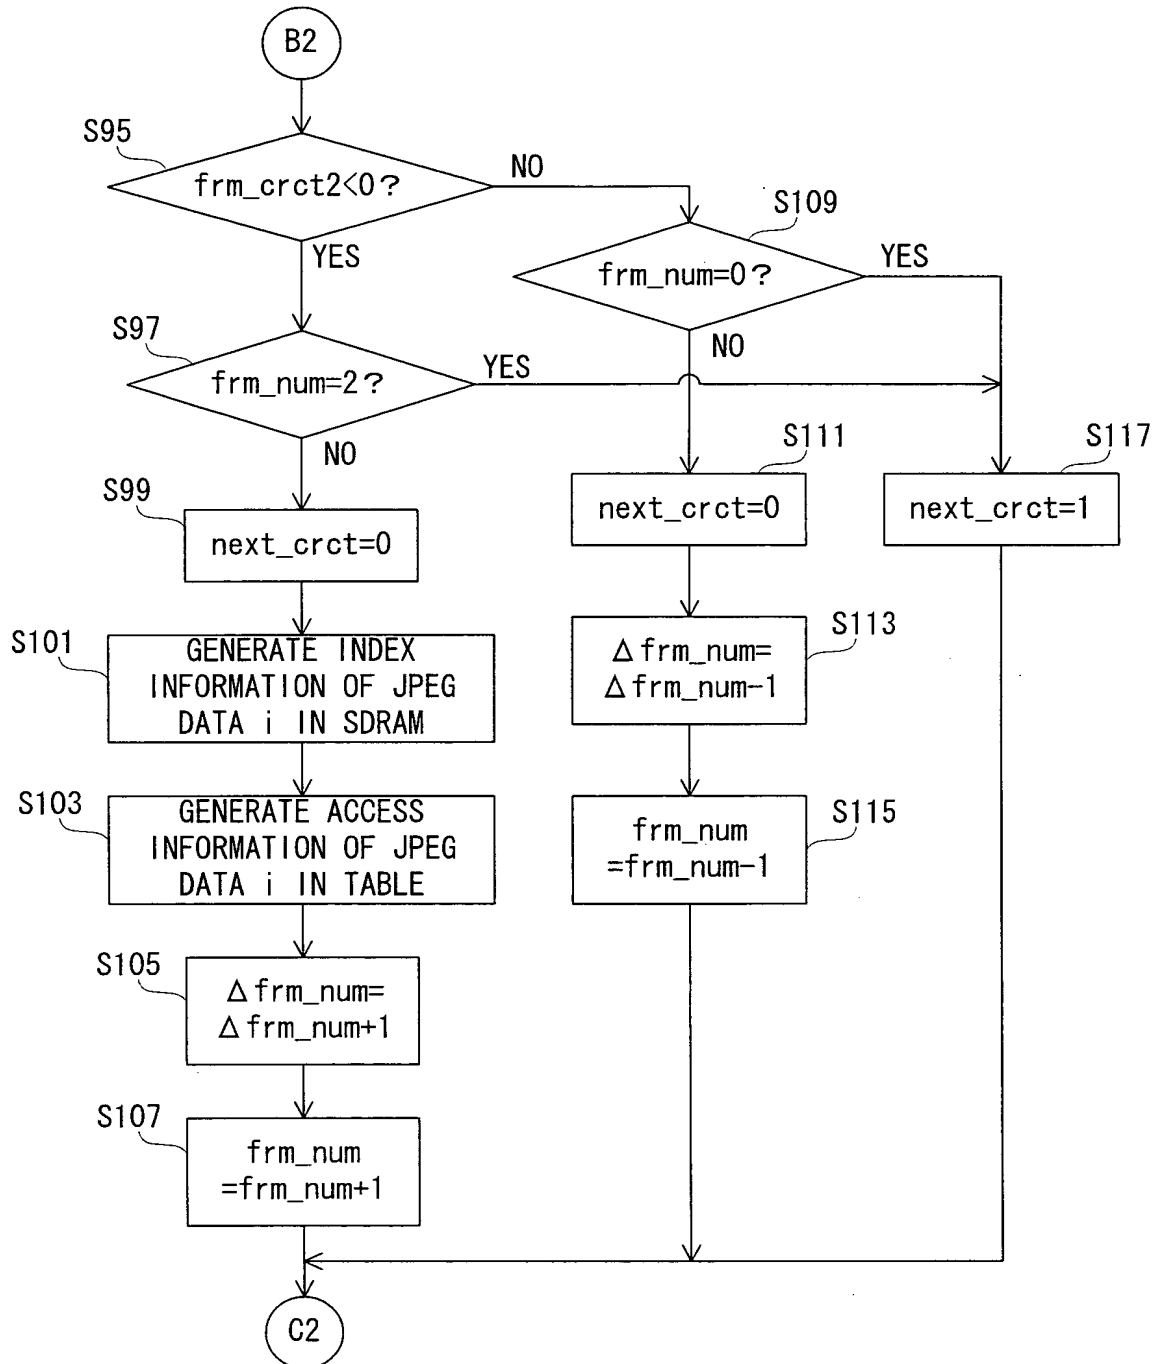 B2
S95
frm_crct2<0?
NO
YES
S109
frm_num=0?
YES
NO
S97
frm_num=2?
YES
NO
S99
next_crct=0
S111
next_crct=0
S117
next_crct=1
S101
GENERATE INDEX
INFORMATION OF JPEG
DATA i IN SDRAM
S113
Δfrm_num=
Δfrm_num-1
S103
GENERATE ACCESS
INFORMATION OF JPEG
DATA i IN TABLE
S115
frm_num
=frm_num-1
S105
Δfrm_num=
Δfrm_num+1
S107
frm_num
=frm_num+1
C2